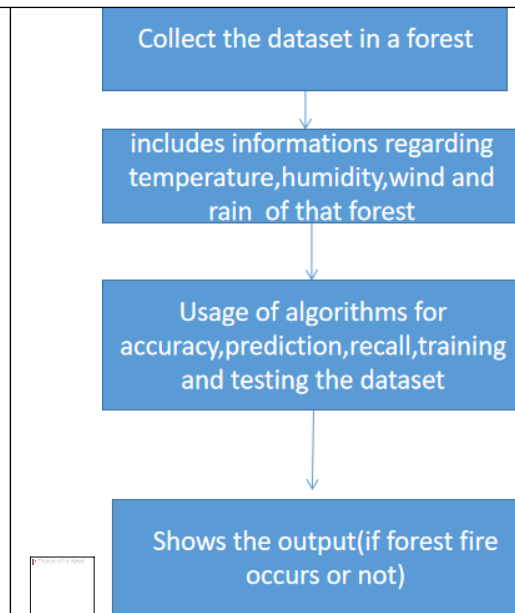 Collect the dataset in a forest
includes informations regarding
temperature,humidity,wind and
rain of that forest
Usage of algorithms for
accuracy,prediction,recall,training
and testing the dataset
Shows the output(if forest fire
occurs or not)